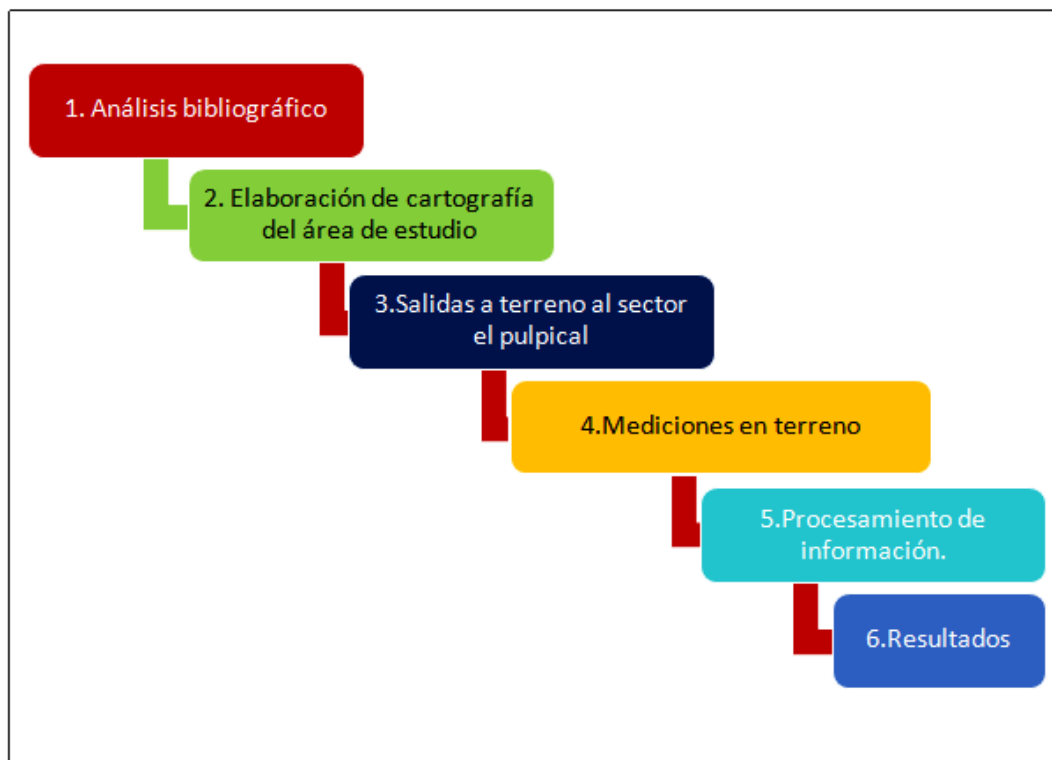 1. Análisis bibliográfico
2. Elaboración de cartografía
del área de estudio
3.Salidas a terreno al sector
el pulpical
4.Mediciones en terreno
5.Procesamiento de
información.
6.Resultados